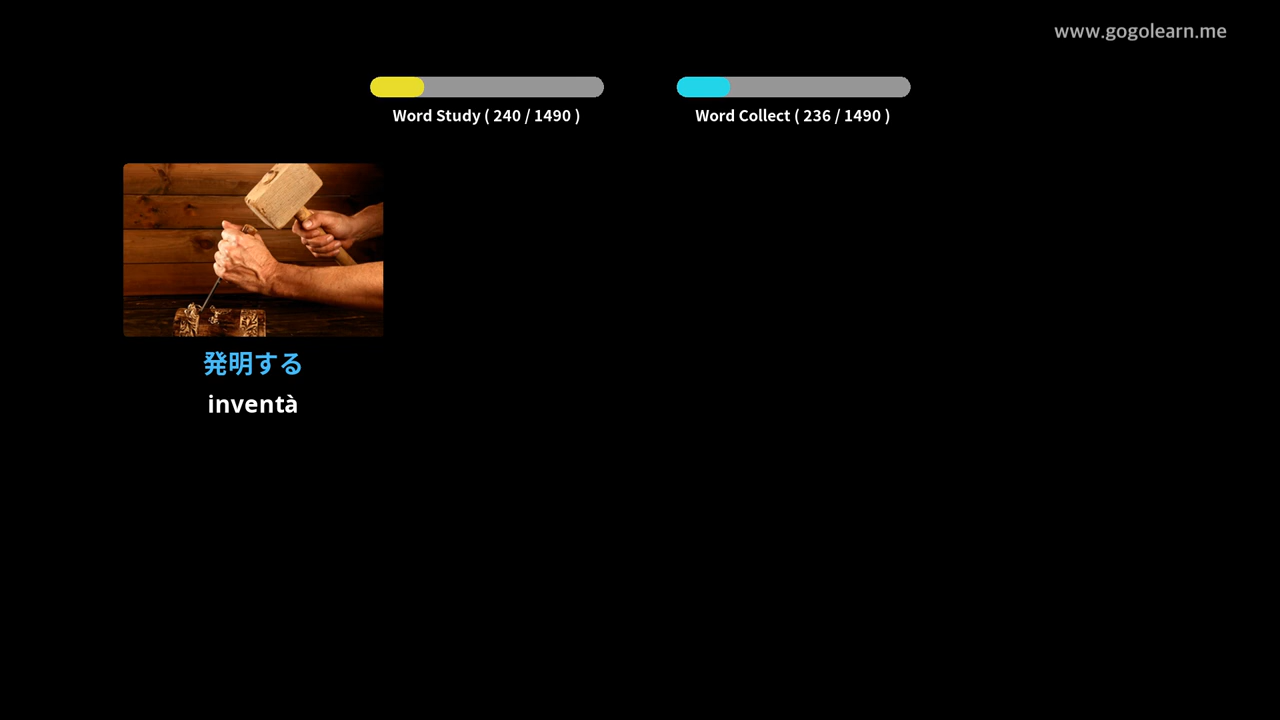 www.gogolearn.me
Word Study ( 240 / 1490 )
Word Collect ( 236 / 1490 )
発明する
inventà